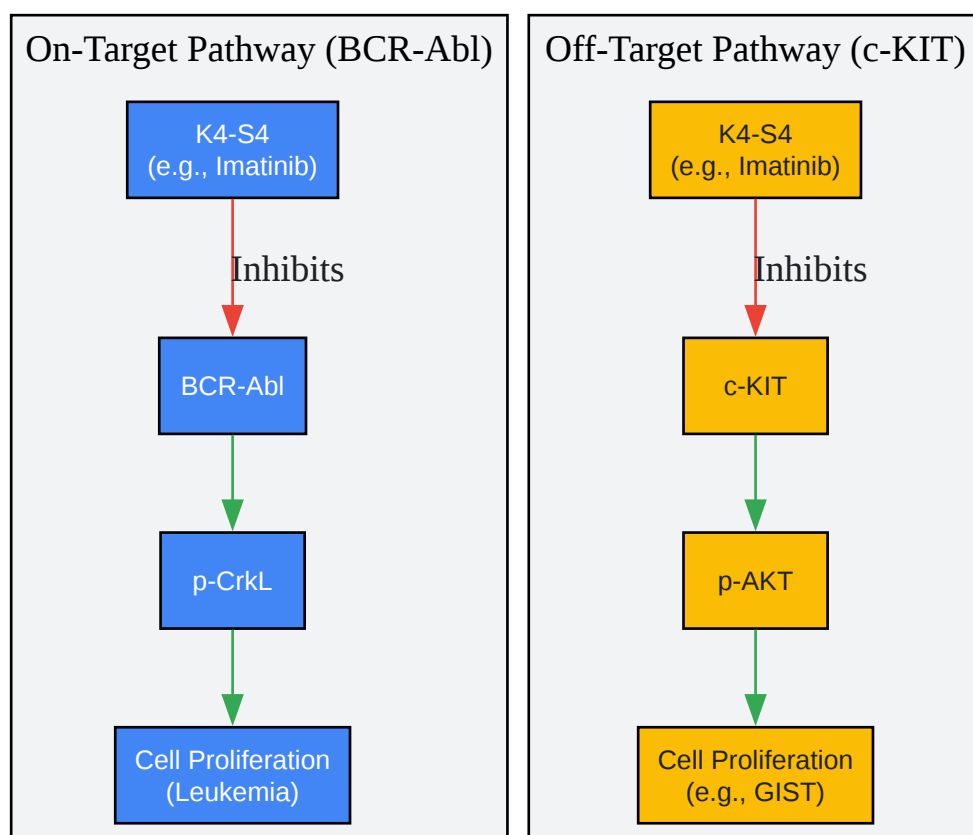 On-Target Pathway (BCR-Abl)
K4-S4
(e.g., Imatinib)
Inhibits
BCR-Abl
p-CrkL
Cell Proliferation
(Leukemia)
Off-Target Pathway (c-KIT)
K4-S4
(e.g., Imatinib)
Inhibits
c-KIT
p-AKT
Cell Proliferation
(e.g., GIST)